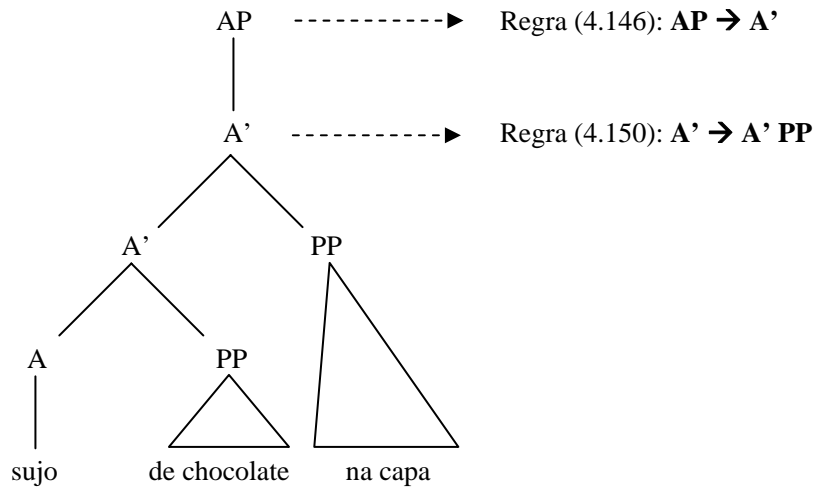 AP Regra (4.146): AP → A’
A’ Regra (4.150): A’ → A’ PP
A’ PP
A PP
sujo de chocolate na capa